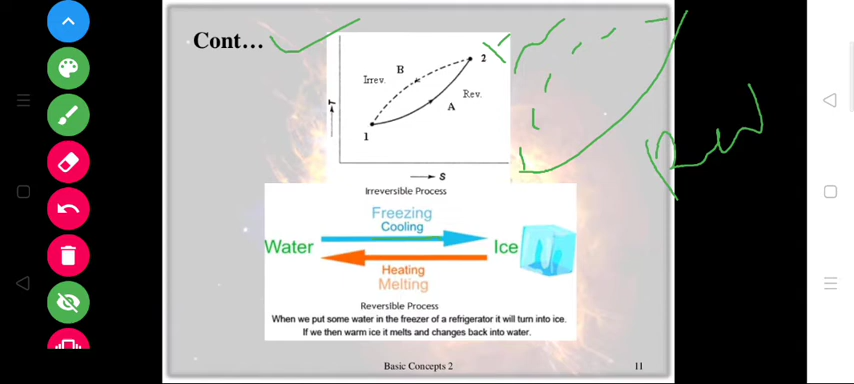 Cont…
2
B
Irrev.
Rev.
A
T
1
S
Irreversible Process
Freezing
Cooling
Water
Ice
Heating
Melting
Reversible Process
When we put some water in the freezer of a refrigerator it will turn into ice.
If we then warm ice it melts and changes back into water.
Basic Concepts 2
11
Rev